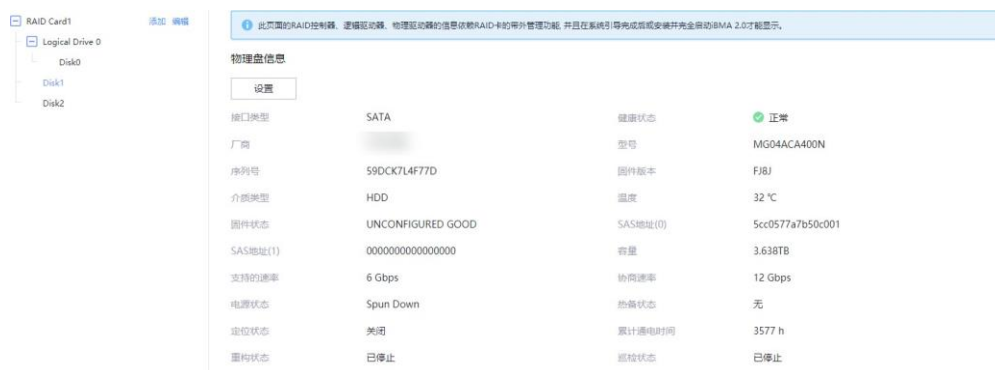 RAID Card1 添加 编辑
Logical Drive 0
Disk0
Disk1
Disk2
此页面的RAID控制器、逻辑驱动器、物理驱动器的信息依赖RAID卡的带外管理功能, 并且在系统引导完成后或安装并完全启动iBMA 2.0才能显示。
物理盘信息
设置
接口类型 SATA 健康状态 正常
厂商 型号 MG04ACA400N
序列号 59DCK7L4F77D 固件版本 FJ8J
介质类型 HDD 温度 32 ℃
固件状态 UNCONFIGURED GOOD SAS地址(0) 5cc0577a7b50c001
SAS地址(1) 0000000000000000 容量 3.638TB
支持的速率 6 Gbps 协商速率 12 Gbps
电源状态 Spun Down 热备状态 无
定位状态 关闭 累计通电时间 3577 h
重构状态 已停止 巡检状态 已停止